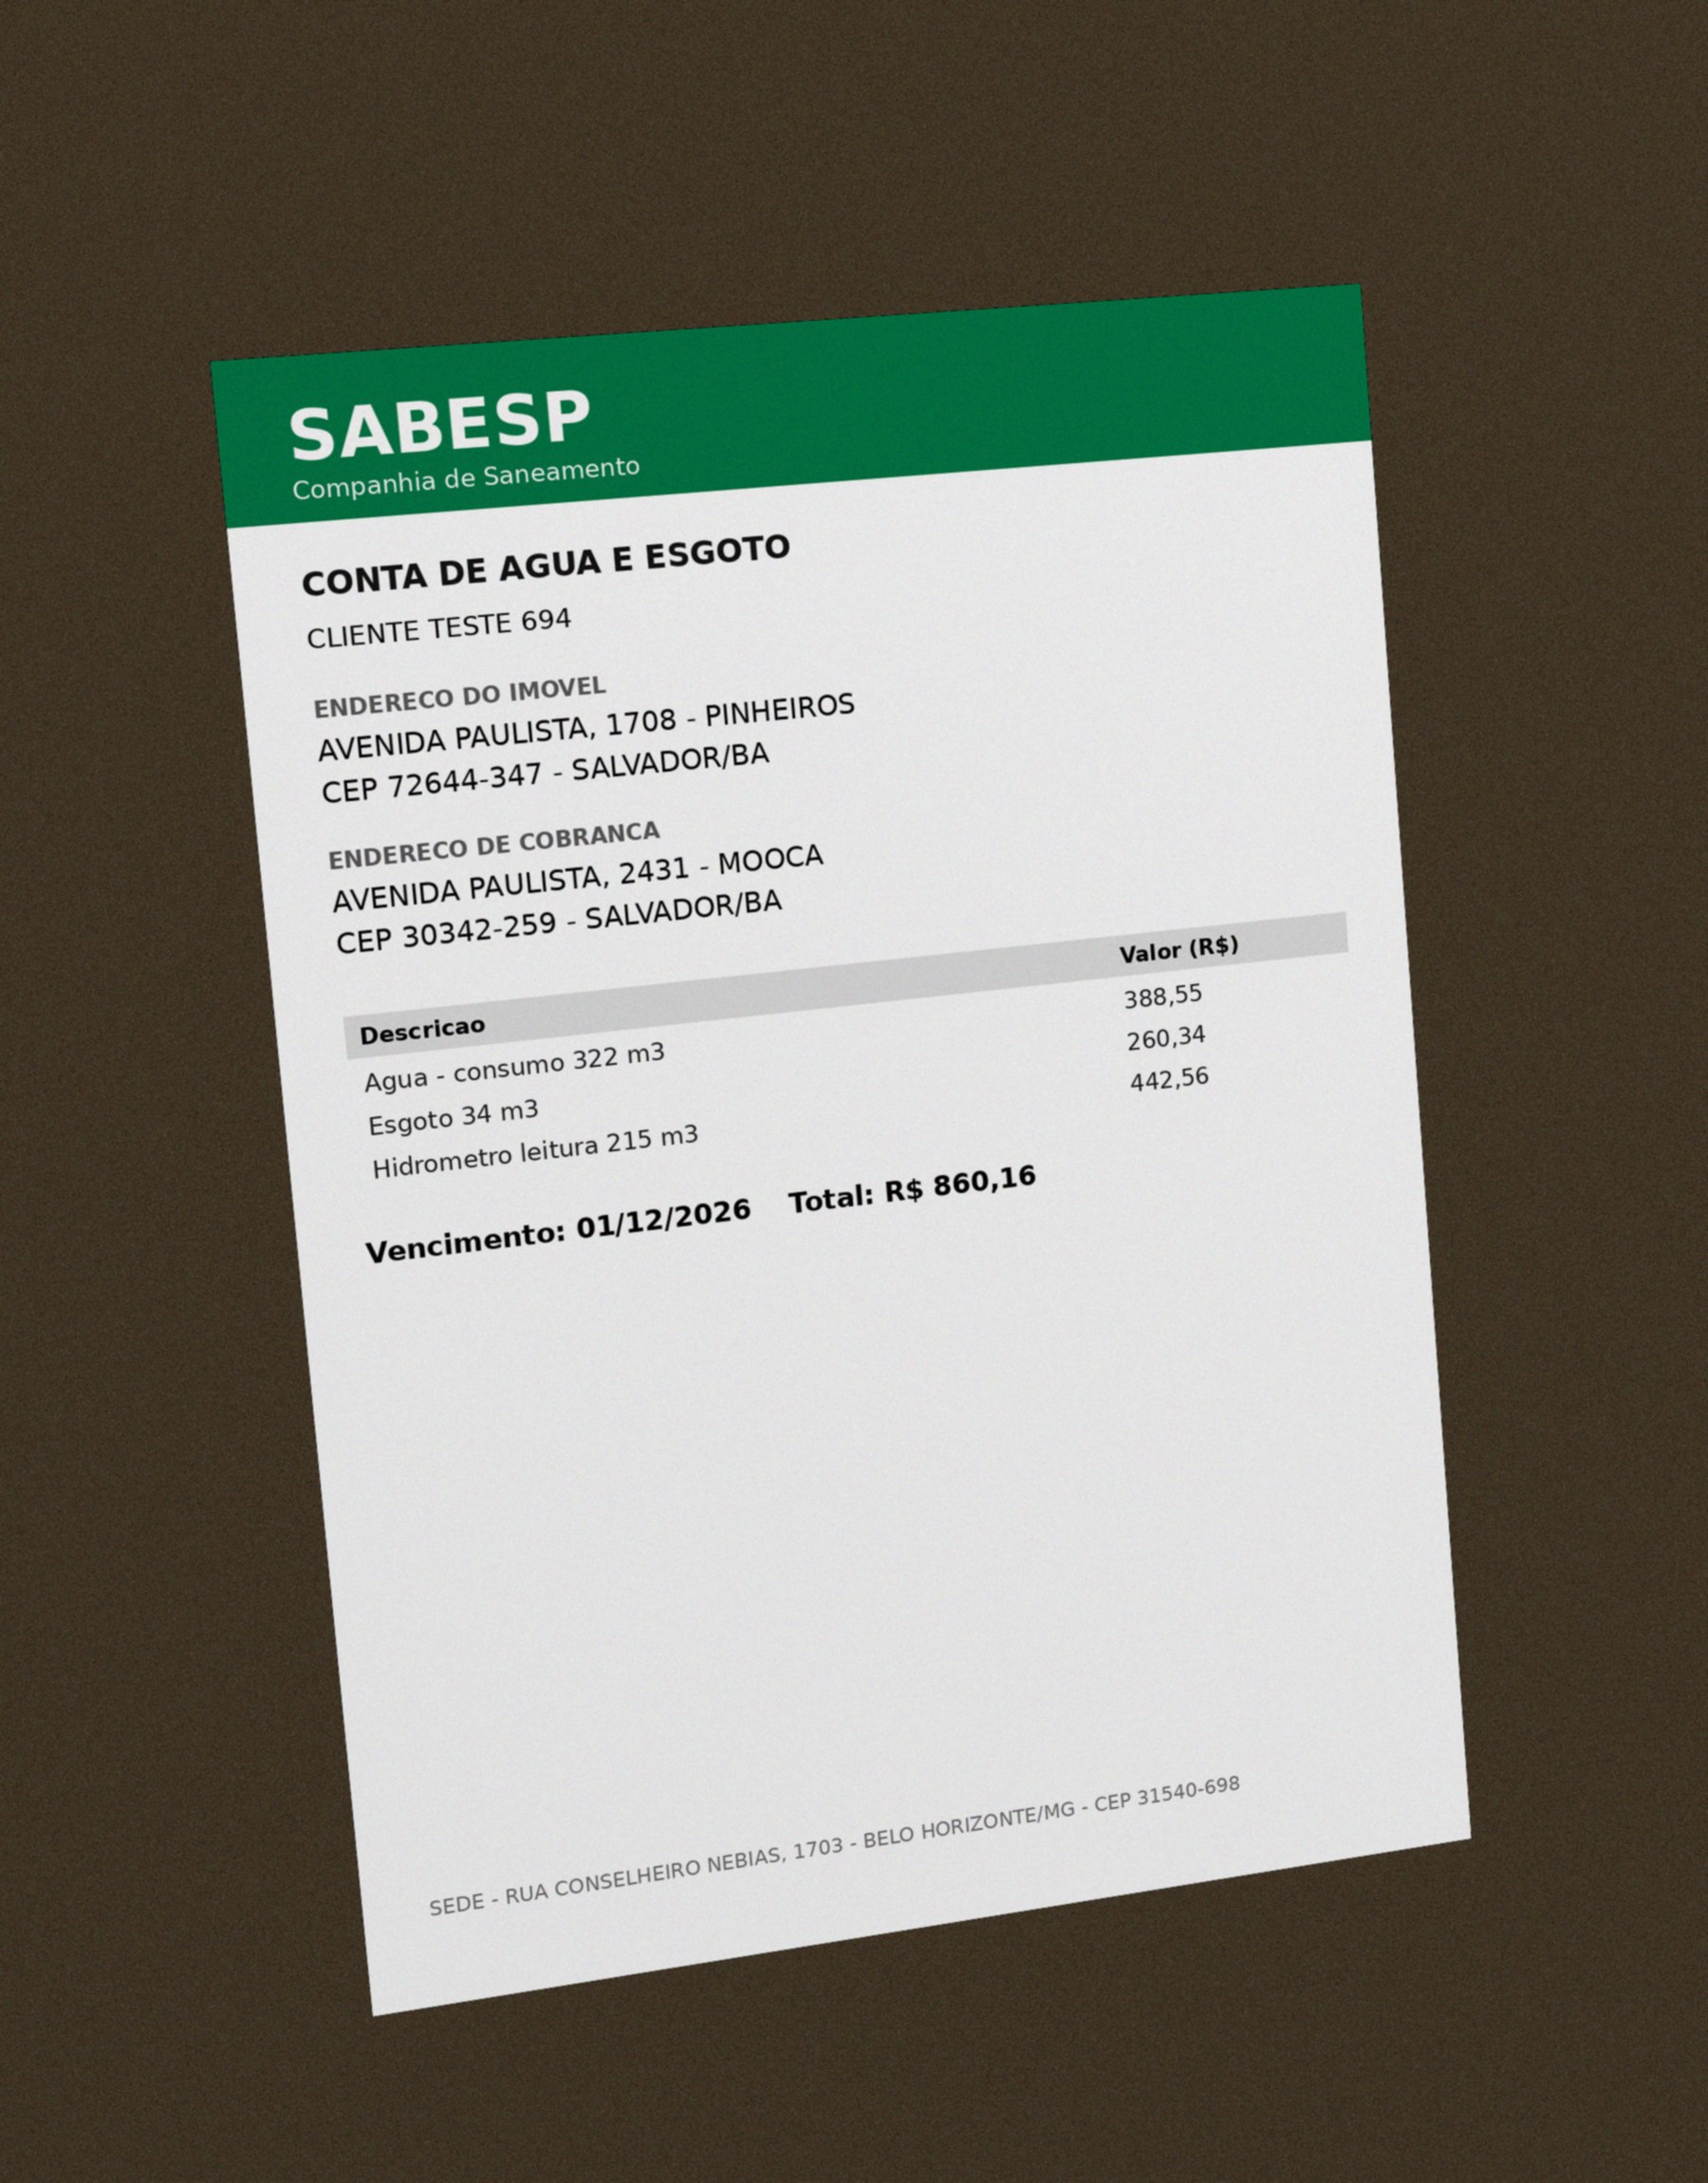 SABESP
Companhia de Saneamento
CONTA DE AGUA E ESGOTO
CLIENTE TESTE 694
ENDERECO DO IMOVEL
AVENIDA PAULISTA, 1708 - PINHEIROS
CEP 72644-347 - SALVADOR/BA
ENDERECO DE COBRANCA
AVENIDA PAULISTA, 2431 - MOOCA
CEP 30342-259 - SALVADOR/BA
Descricao Valor (R$)
Agua - consumo 322 m3 388,55
Esgoto 34 m3 260,34
Hidrometro leitura 215 m3 442,56
Vencimento: 01/12/2026 Total: R$ 860,16
SEDE - RUA CONSELHEIRO NEBIAS, 1703 - BELO HORIZONTE/MG - CEP 31540-698